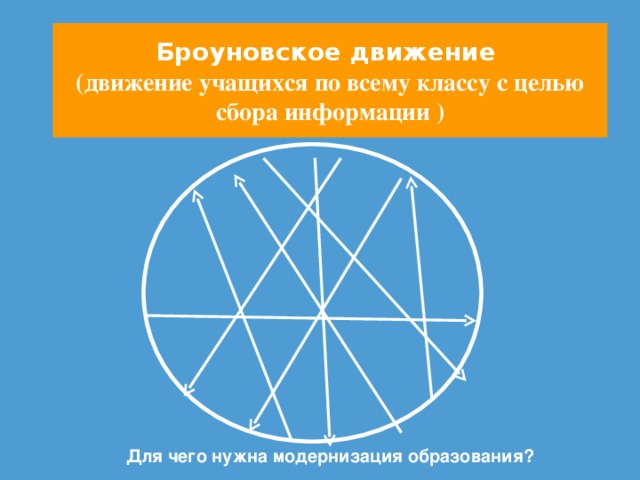 Броуновское движение
(движение учащихся по всему классу с целью
сбора информации )
Для чего нужна модернизация образования?